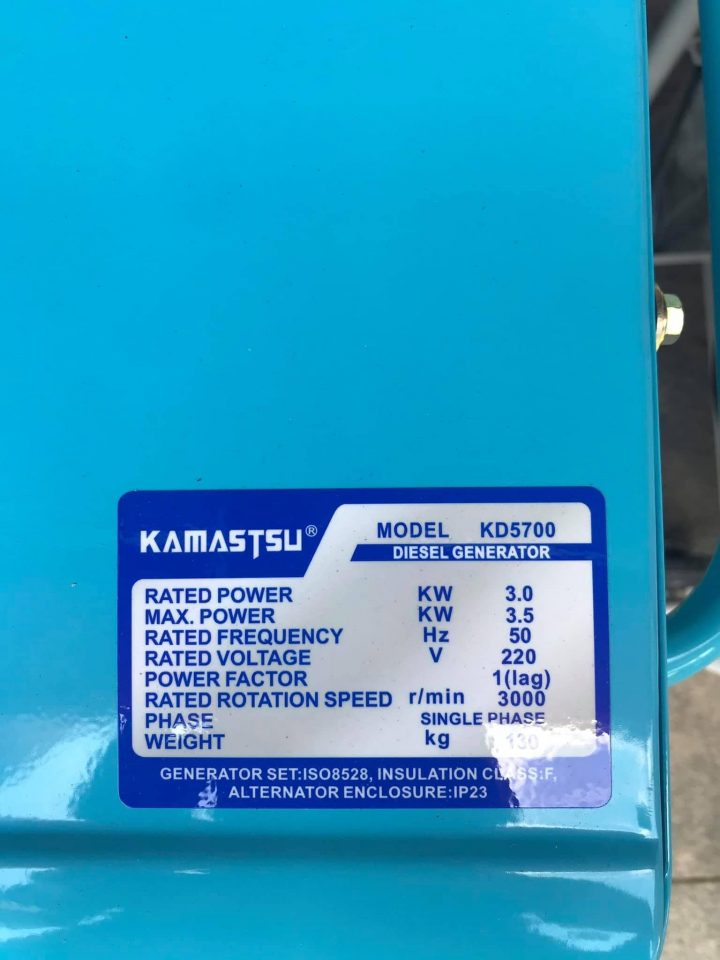 KAMASTSU®
MODEL KD5700
DIESEL GENERATOR
RATED POWER KW 3.0
MAX. POWER KW 3.5
RATED FREQUENCY Hz 50
RATED VOLTAGE V 220
POWER FACTOR 1(lag)
RATED ROTATION SPEED r/min 3000
PHASE SINGLE PHASE
WEIGHT kg 130
GENERATOR SET:ISO8528, INSULATION CLASS:F,
ALTERNATOR ENCLOSURE:IP23